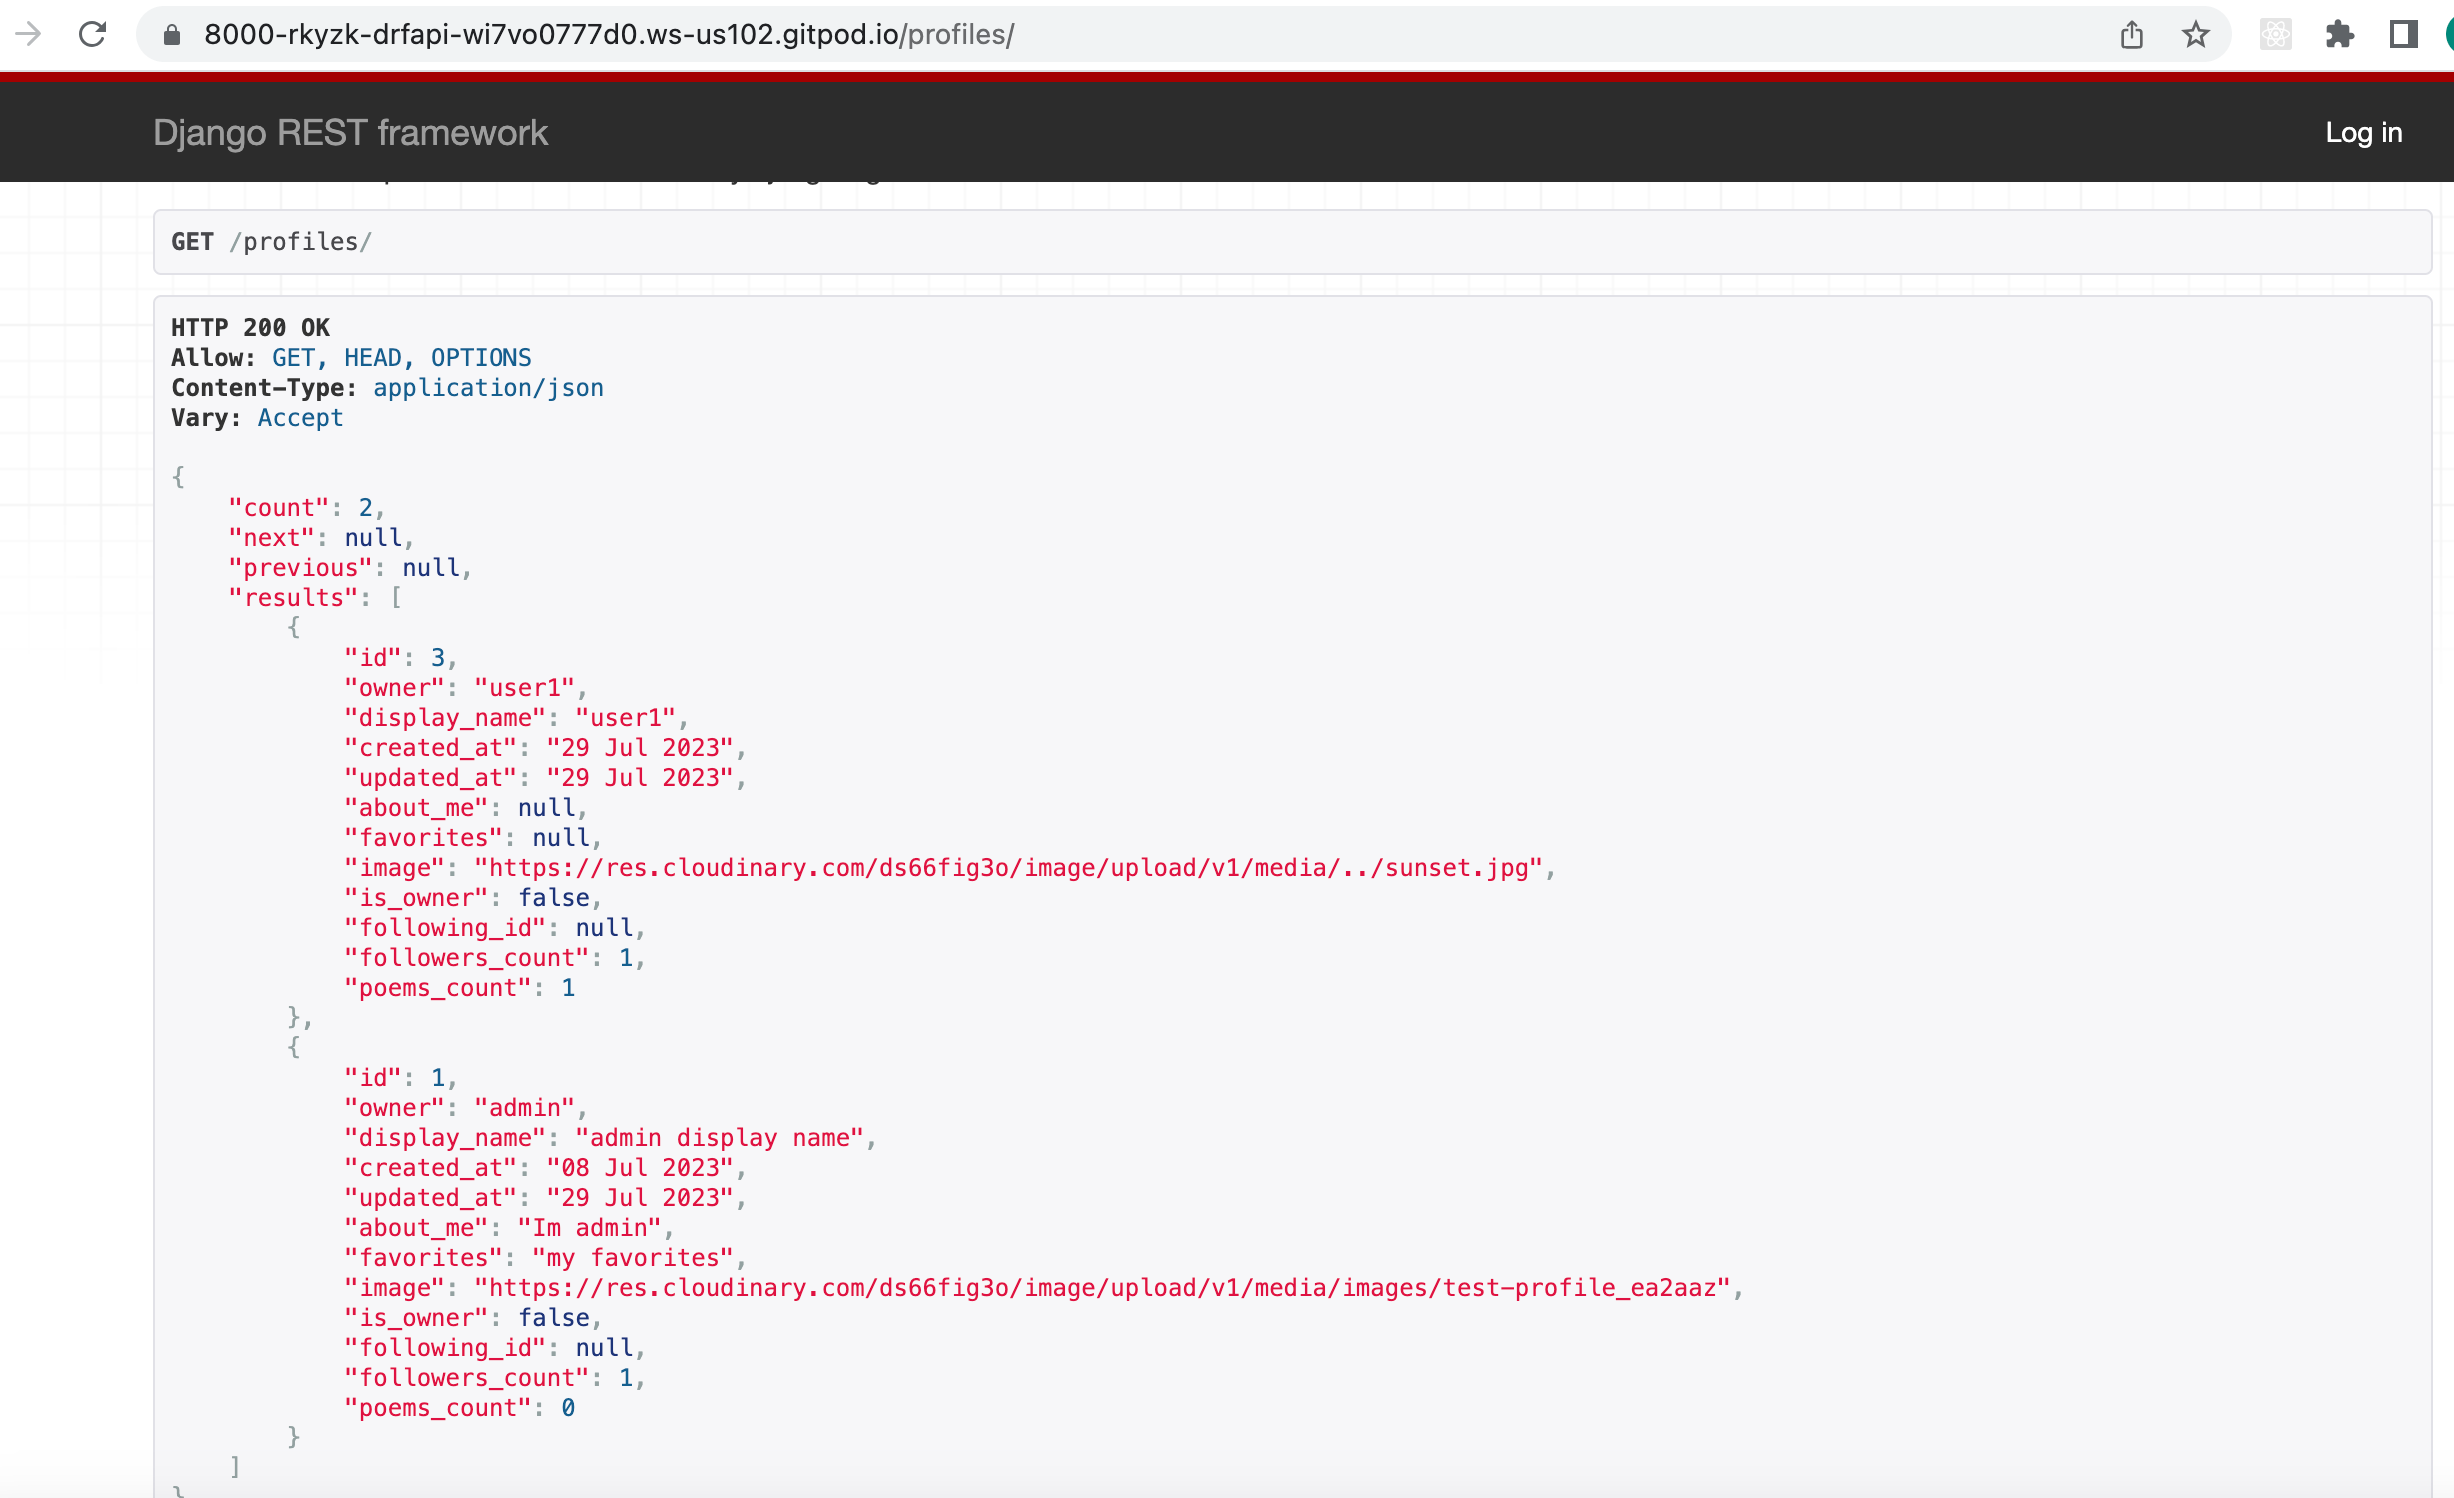 8000-rkyzk-drfapi-wi7vo0777d0.ws-us102.gitpod.io/profiles/
Django REST framework
Log in
GET /profiles/
HTTP 200 OK
Allow: GET, HEAD, OPTIONS
Content-Type: application/json
Vary: Accept
{
    "count": 2,
    "next": null,
    "previous": null,
    "results": [
        {
            "id": 3,
            "owner": "user1",
            "display_name": "user1",
            "created_at": "29 Jul 2023",
            "updated_at": "29 Jul 2023",
            "about_me": null,
            "favorites": null,
            "image": "https://res.cloudinary.com/ds66fig3o/image/upload/v1/media/../sunset.jpg",
            "is_owner": false,
            "following_id": null,
            "followers_count": 1,
            "poems_count": 1
        },
        {
            "id": 1,
            "owner": "admin",
            "display_name": "admin display name",
            "created_at": "08 Jul 2023",
            "updated_at": "29 Jul 2023",
            "about_me": "Im admin",
            "favorites": "my favorites",
            "image": "https://res.cloudinary.com/ds66fig3o/image/upload/v1/media/images/test-profile_ea2aaz",
            "is_owner": false,
            "following_id": null,
            "followers_count": 1,
            "poems_count": 0
        }
    ]
}